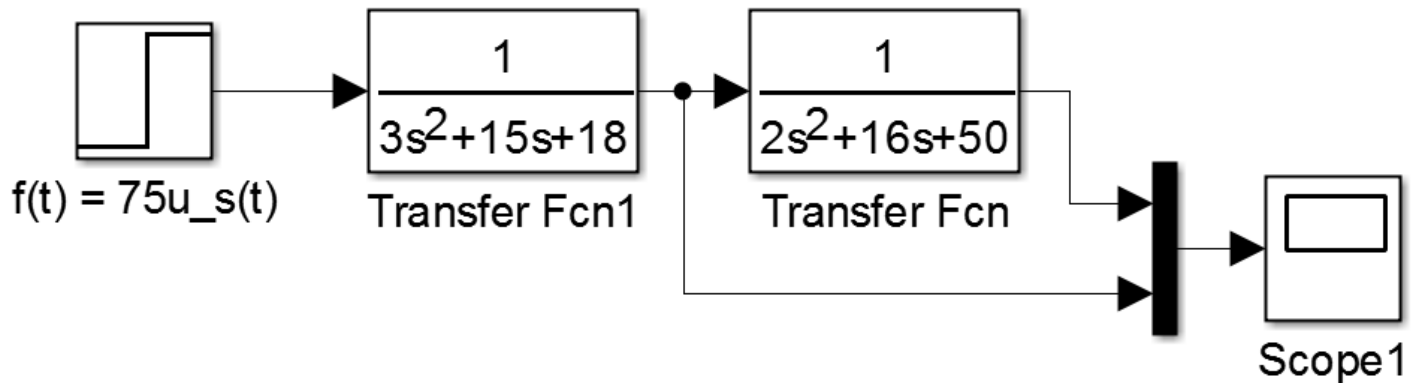 1
3s²+15s+18
1
2s²+16s+50
f(t) = 75u_s(t)
Transfer Fcn1
Transfer Fcn
Scope1